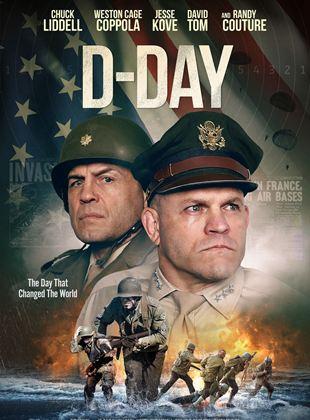 CHUCK LIDDELL
WESTON CAGE COPPOLA
JESSE KOVE
DAVID TOM
AND RANDY COUTURE
D-DAY
INVAS
IN FRANCE,
AIR BASES
The Day That
Changed The World